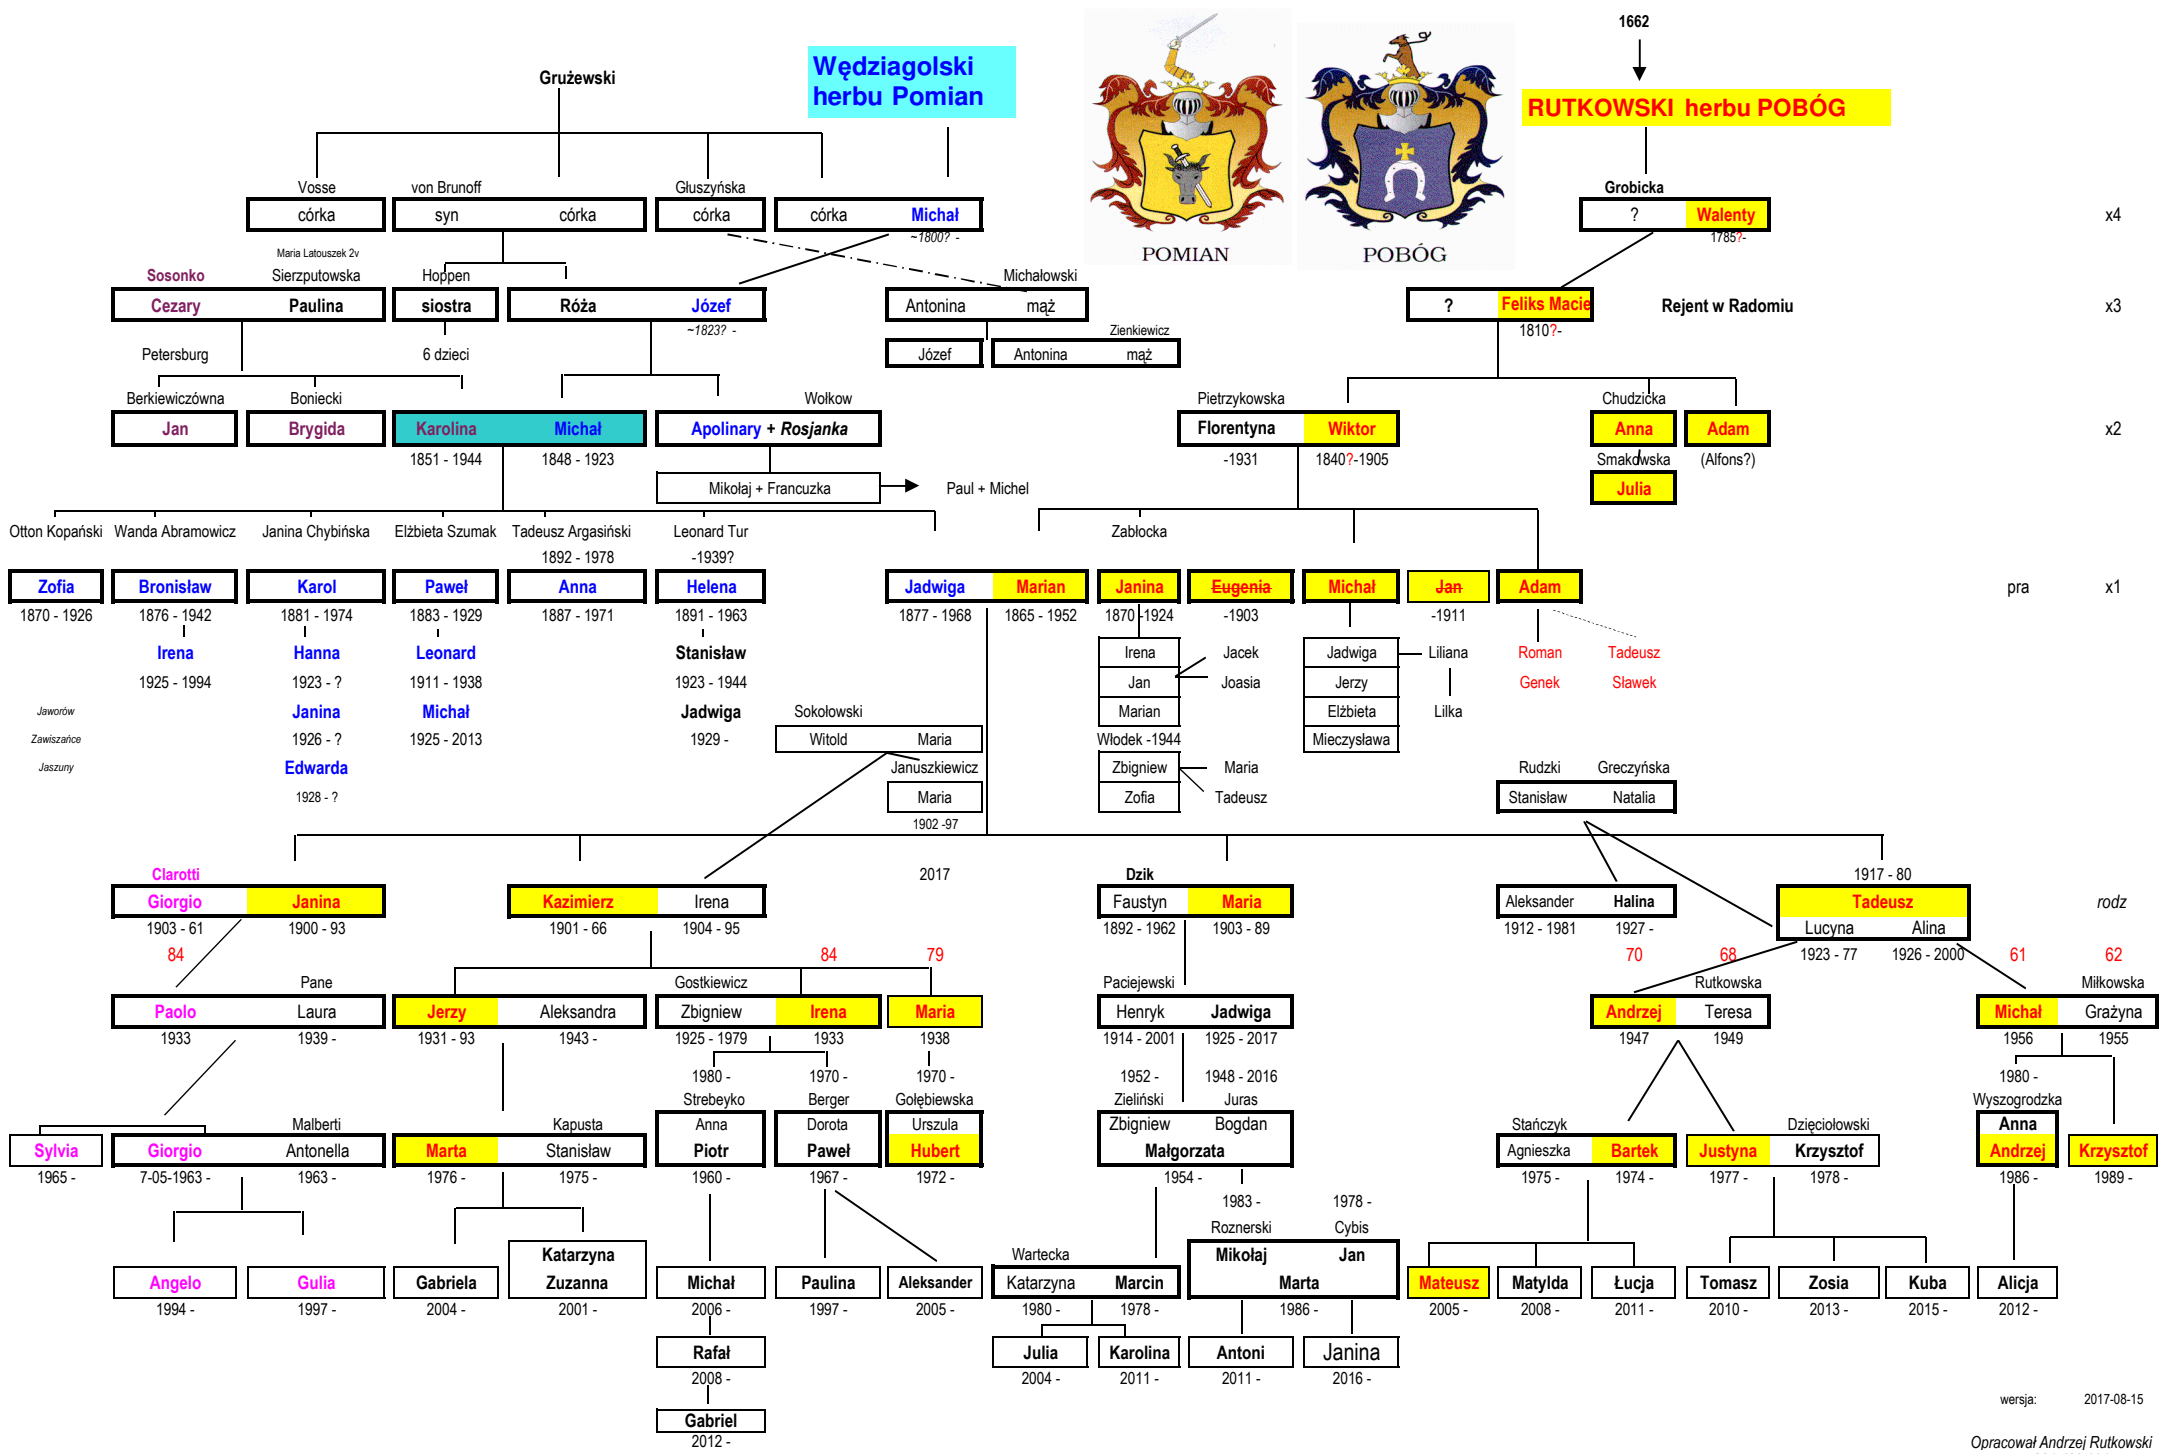 1662
Grużewski
Wędziagolski
herbu Pomian
RUTKOWSKI herbu POBÓG
Vosse von Brunoff Głuszyńska Grobicka
córka syn córka córka córka Michał ? Walenty x4
~1800? - 1785?-
POMIAN POBÓG
Maria Latouszek 2v
Sosonko Sierzputowska Hoppen Michałowski
Cezary Paulina siostra Róża Józef Antonina mąż ? Feliks Macie Rejent w Radomiu x3
~1823? - Zienkiewicz 1810?-
Petersburg 6 dzieci Józef Antonina mąż
Berkiewiczówna Boniecki Wołkow Pietrzykowska Chudzicka
Jan Brygida Karolina Michał Apolinary + Rosjanka Florentyna Wiktor Anna Adam x2
1851 - 1944 1848 - 1923 -1931 1840?-1905 Smakowska (Alfons?)
Mikołaj + Francuzka Paul + Michel Julia
Otton Kopański Wanda Abramowicz Janina Chybińska Elżbieta Szumak Tadeusz Argasiński Leonard Tur Zabłocka
1892 - 1978 -1939?
Zofia Bronisław Karol Paweł Anna Helena Jadwiga Marian Janina Eugenia Michał Jan Adam pra x1
1870 - 1926 1876 - 1942 1881 - 1974 1883 - 1929 1887 - 1971 1891 - 1963 1877 - 1968 1865 - 1952 1870 -1924 -1903 -1911
Irena Hanna Leonard Stanisław Irena Jacek Jadwiga Liliana Roman Tadeusz
1925 - 1994 1923 - ? 1911 - 1938 1923 - 1944 Jan Joasia Jerzy Genek Sławek
Jaworów Janina Michał Jadwiga Sokołowski Marian Elżbieta Lilka
Zawiszańce 1926 - ? 1925 - 2013 1929 - Witold Maria Włodek -1944 Mieczysława
Jaszuny Edwarda Januszkiewicz Zbigniew Maria Rudzki Greczyńska
1928 - ? Maria Zofia Tadeusz Stanisław Natalia
1902 -97
Clarotti 2017 Dzik 1917 - 80
Giorgio Janina Kazimierz Irena Faustyn Maria Aleksander Halina Tadeusz rodz
1903 - 61 1900 - 93 1901 - 66 1904 - 95 1892 - 1962 1903 - 89 1912 - 1981 1927 - Lucyna Alina
84 84 79 70 68 1923 - 77 1926 - 2000 61 62
Pane Gostkiewicz Paciejewski Rutkowska Miłkowska
Paolo Laura Jerzy Aleksandra Zbigniew Irena Maria Henryk Jadwiga Andrzej Teresa Michał Grażyna
1933 1939 - 1931 - 93 1943 - 1925 - 1979 1933 1938 1914 - 2001 1925 - 2017 1947 1949 1956 1955
1980 - 1970 - 1970 - 1952 - 1948 - 2016 1980 -
Strebeyko Berger Gołębiewska Zieliński Juras Wyszogrodzka
Malberti Kapusta Anna Dorota Urszula Zbigniew Bogdan Stańczyk Dzięciołowski Anna
Sylvia Giorgio Antonella Marta Stanisław Piotr Paweł Hubert Małgorzata Agnieszka Bartek Justyna Krzysztof Andrzej Krzysztof
1965 - 7-05-1963 - 1963 - 1976 - 1975 - 1960 - 1967 - 1972 - 1954 - 1975 - 1974 - 1977 - 1978 - 1986 - 1989 -
1983 - 1978 -
Roznerski Cybis
Katarzyna Wartecka Mikołaj Jan
Angelo Gulia Gabriela Zuzanna Michał Paulina Aleksander Katarzyna Marcin Marta Mateusz Matylda Łucja Tomasz Zosia Kuba Alicja
1994 - 1997 - 2004 - 2001 - 2006 - 1997 - 2005 - 1980 - 1978 - 1986 - 2005 - 2008 - 2011 - 2010 - 2013 - 2015 - 2012 -
Rafał Julia Karolina Antoni Janina
2008 - 2004 - 2011 - 2011 - 2016 -
Gabriel wersja: 2017-08-15
2012 - Opracował Andrzej Rutkowski